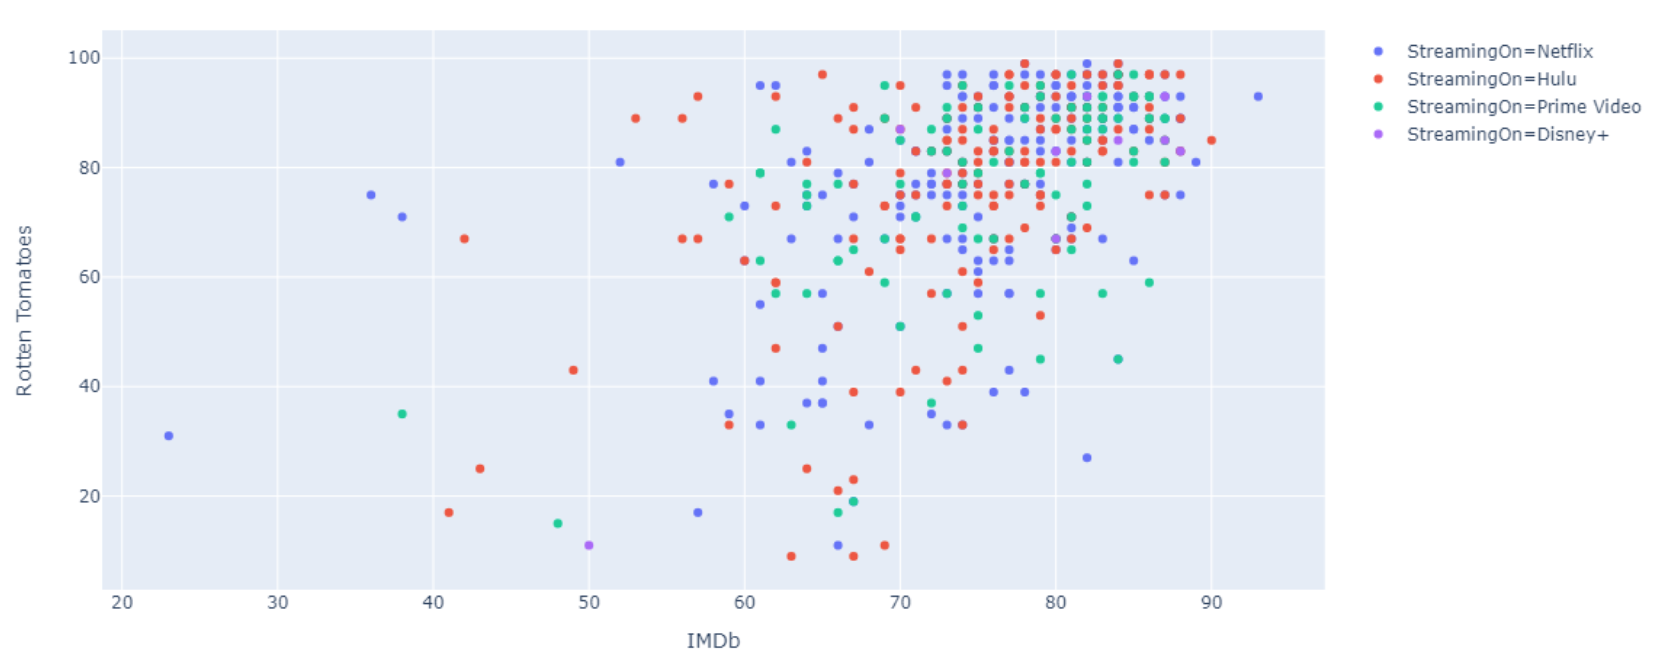 100
80
60
40
20
Rotten Tomatoes
20 30 40 50 60 70 80 90
IMDb
StreamingOn=Netflix
StreamingOn=Hulu
StreamingOn=Prime Video
StreamingOn=Disney+